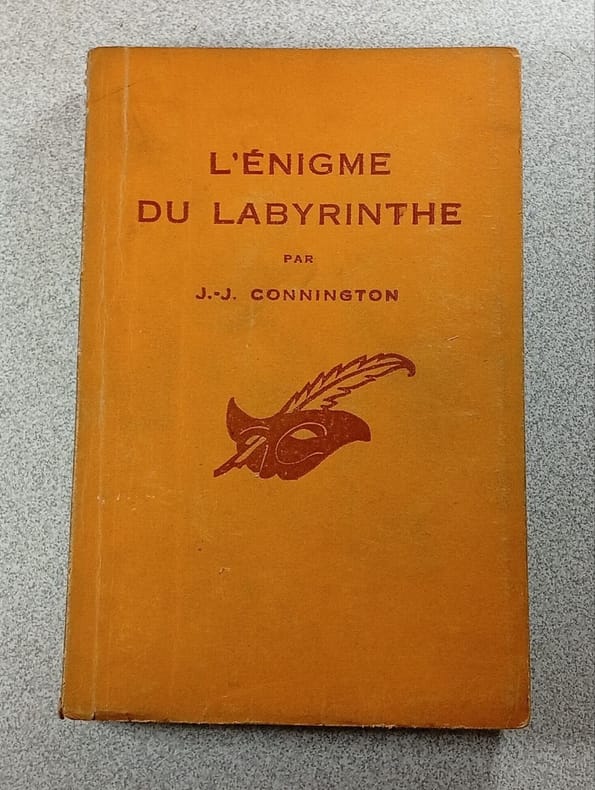 L'ÉNIGME
DU LABYRINTHE
PAR
J.-J. CONNINGTON